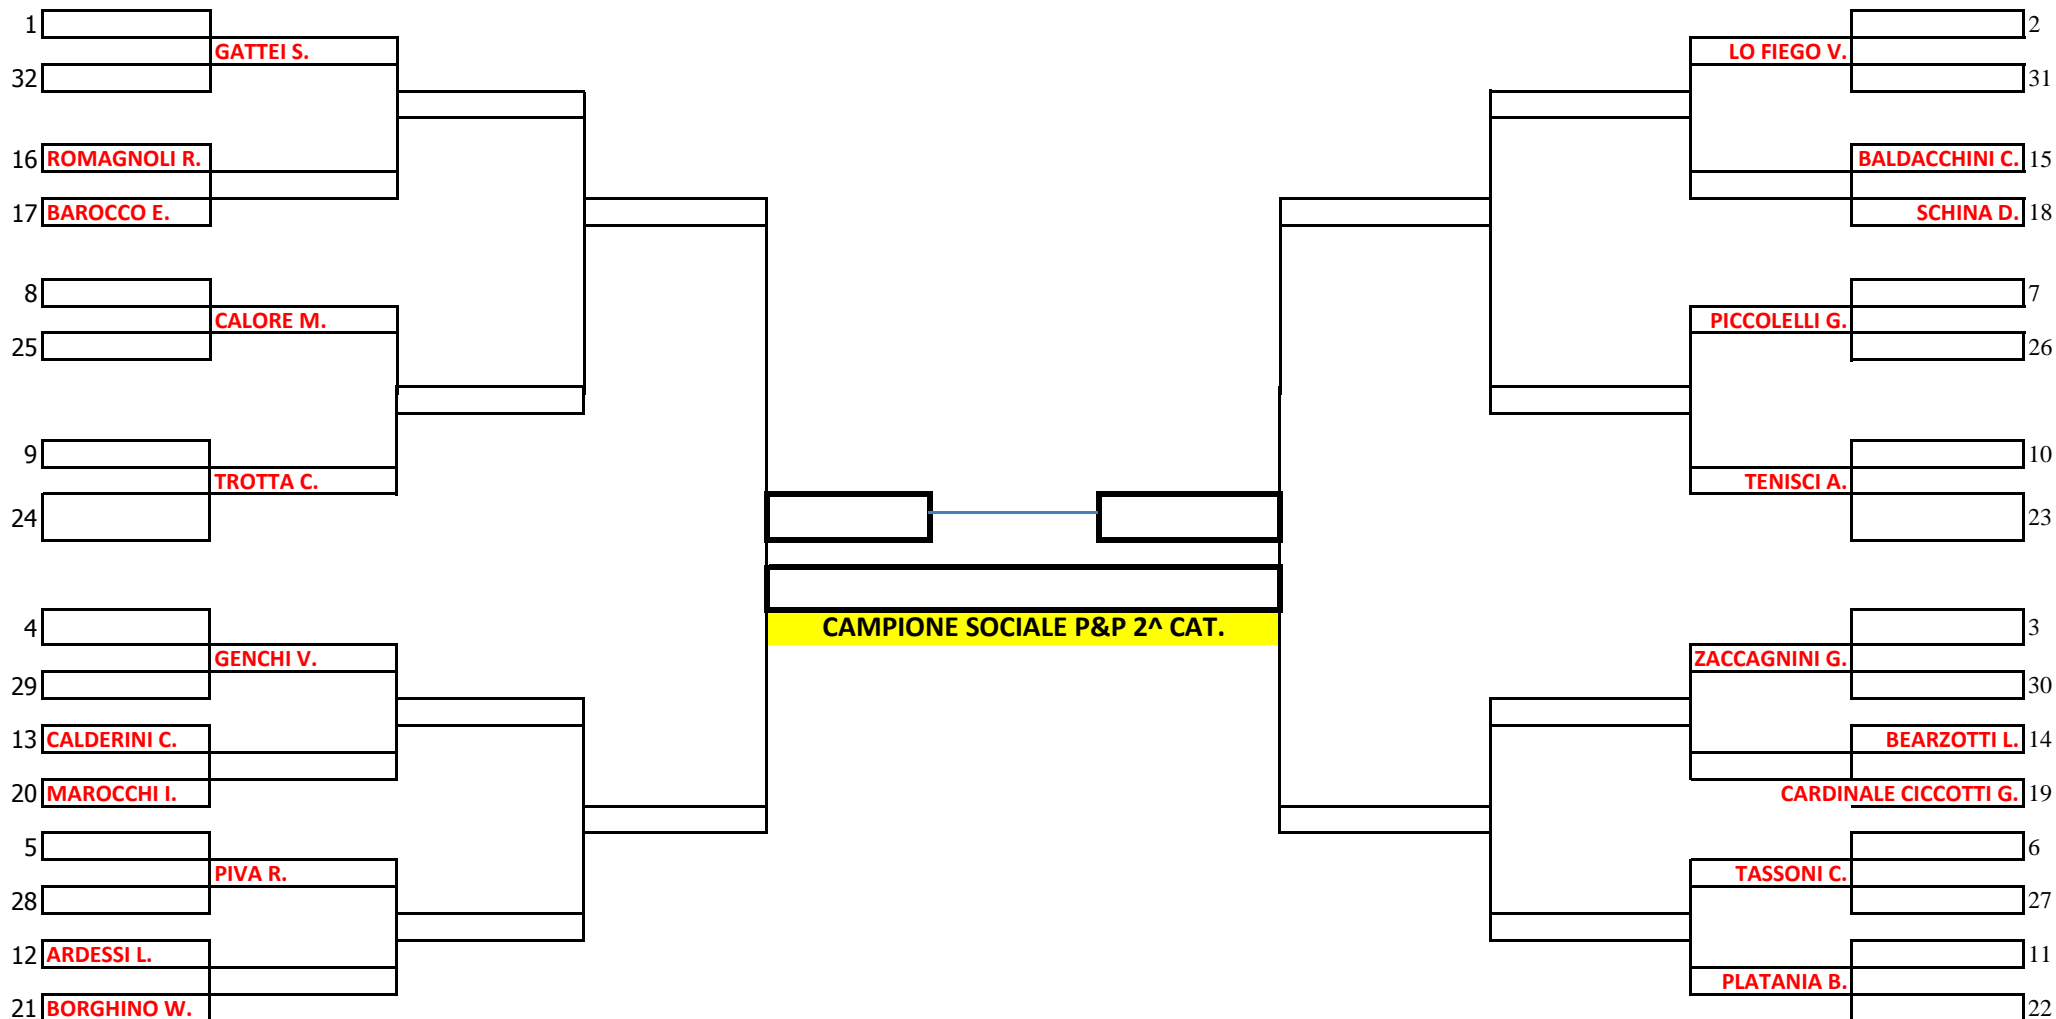 1
GATTEI S.
32
16 ROMAGNOLI R.
17 BAROCCO E.
8
CALORE M.
25
9
TROTTA C.
24
4
GENCHI V.
29
13 CALDERINI C.
20 MAROCCHI I.
5
PIVA R.
28
12 ARDESSI L.
21 BORGHINO W.
CAMPIONE SOCIALE P&P 2^ CAT.
2
LO FIEGO V.
31
BALDACCHINI C. 15
SCHINA D. 18
7
PICCOLELLI G.
26
10
TENISCI A.
23
3
ZACCAGNINI G.
30
BEARZOTTI L. 14
CARDINALE CICCOTTI G. 19
6
TASSONI C.
27
11
PLATANIA B.
22